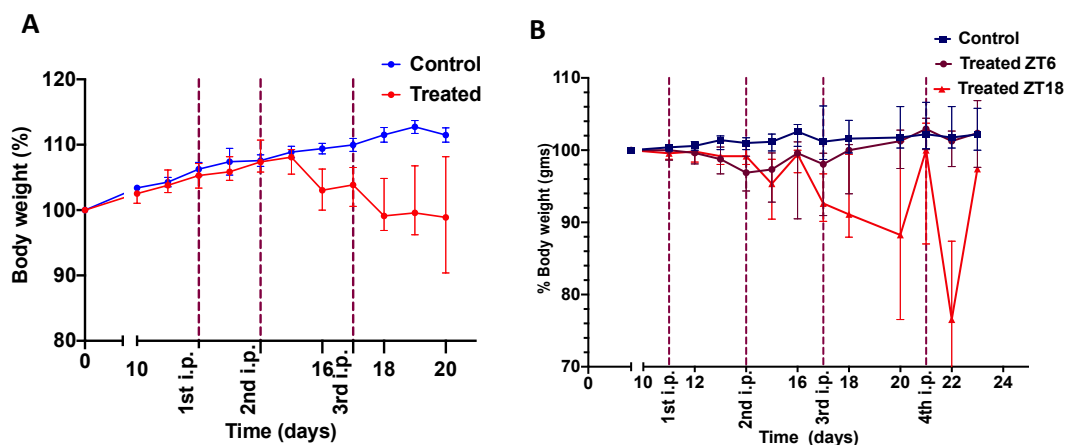 A
Control
Treated
Body weight (%)
120
110
100
90
80
0
10
1st i.p.
2nd i.p.
16
3rd i.p.
18
20
Time (days)
B
Control
Treated ZT6
Treated ZT18
% Body weight (gms)
110
100
90
80
70
0
10
1st i.p.
12
2nd i.p.
16
3rd i.p.
18
20
4th i.p.
22
24
Time (days)